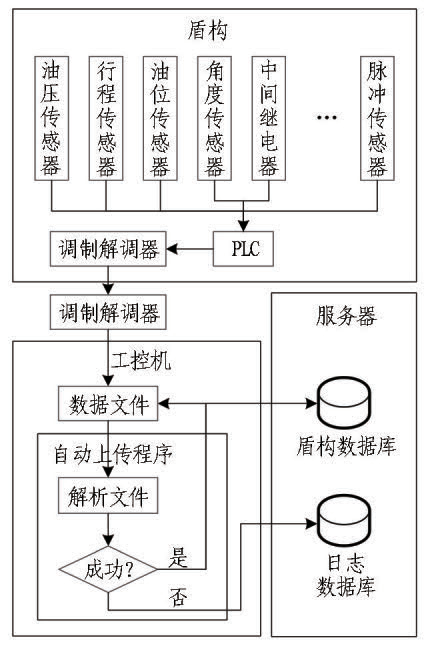 盾构
油压传感器
行程传感器
油位传感器
角度传感器
中间继电器
...
脉冲传感器
调制解调器
PLC
调制解调器
服务器
工控机
数据文件
盾构数据库
自动上传程序
解析文件
是
成功?
否
日志
数据库